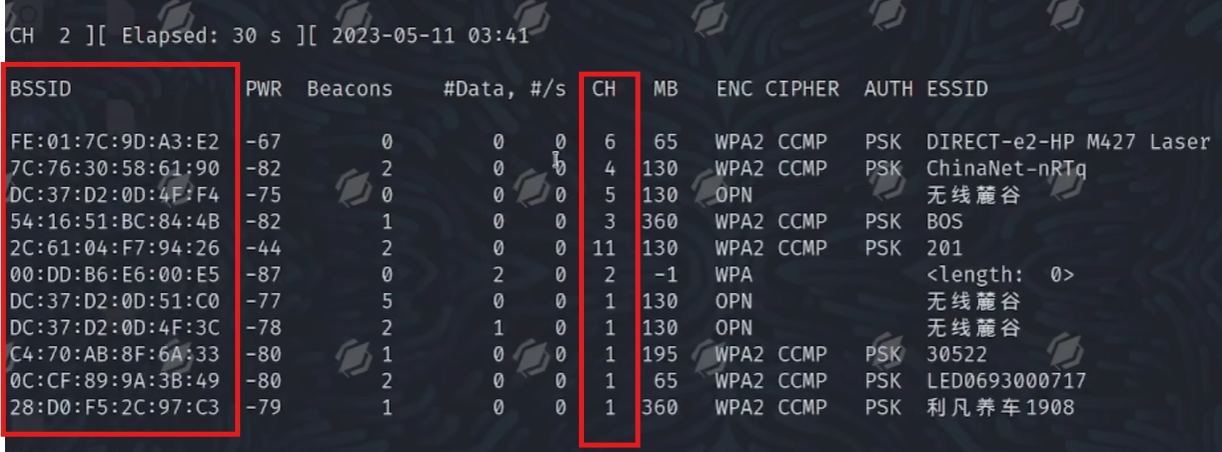 CH 2 ][ Elapsed: 30 s ][ 2023-05-11 03:41
BSSID PWR Beacons #Data, #/s CH MB ENC CIPHER AUTH ESSID
FE:01:7C:9D:A3:E2 -67 0 0 0 6 65 WPA2 CCMP PSK DIRECT-e2-HP M427 Laser
7C:76:30:58:61:90 -82 2 0 0 4 130 WPA2 CCMP PSK ChinaNet-nRTq
DC:37:D2:0D:4F:F4 -75 0 0 0 5 130 OPN 无线麓谷
54:16:51:BC:84:4B -82 1 0 0 3 360 WPA2 CCMP PSK BOS
2C:61:04:F7:94:26 -44 2 0 0 11 130 WPA2 CCMP PSK 201
00:DD:B6:E6:00:E5 -87 0 2 0 2 -1 WPA <length: 0>
DC:37:D2:0D:51:C0 -77 5 0 0 1 130 OPN 无线麓谷
DC:37:D2:0D:4F:3C -78 2 1 0 1 130 OPN 无线麓谷
C4:70:AB:8F:6A:33 -80 1 0 0 1 195 WPA2 CCMP PSK 30522
0C:CF:89:9A:3B:49 -80 2 0 0 1 65 WPA2 CCMP PSK LED0693000717
28:D0:F5:2C:97:C3 -79 1 0 0 1 360 WPA2 CCMP PSK 利凡养车1908